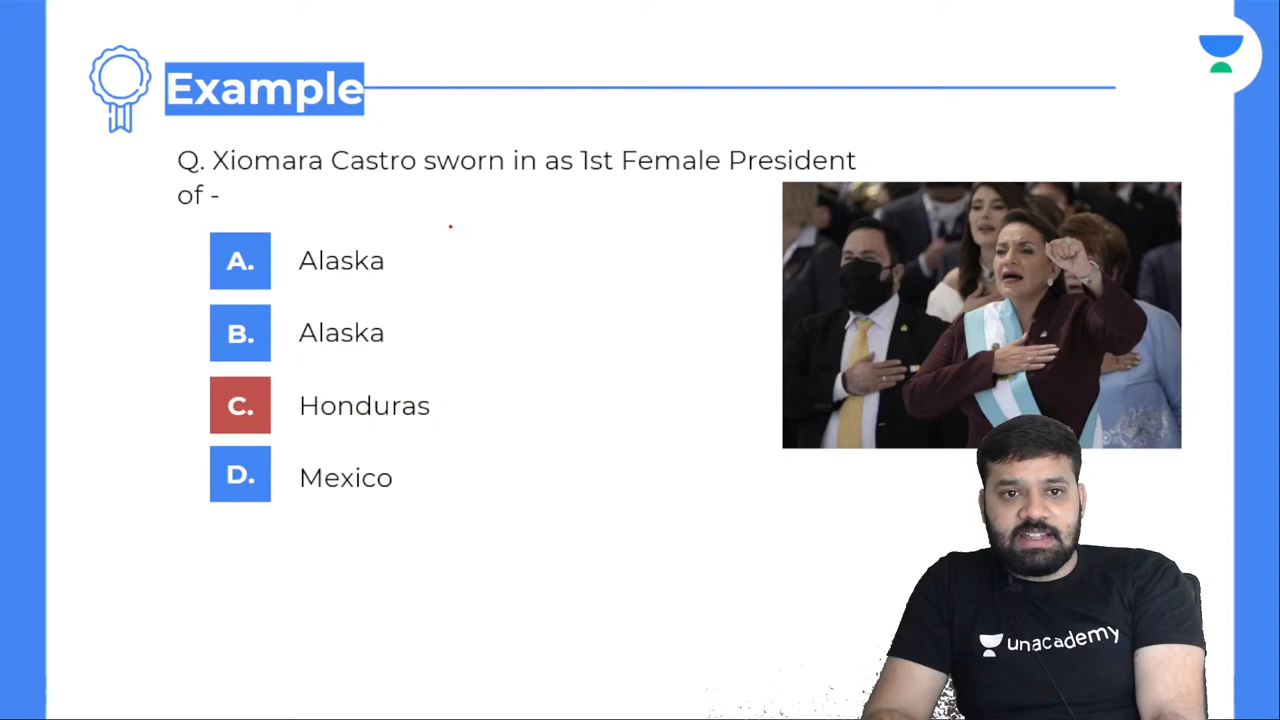 Example
Q. Xiomara Castro sworn in as 1st Female President
of -
A. Alaska
B. Alaska
C. Honduras
D. Mexico
unacademy